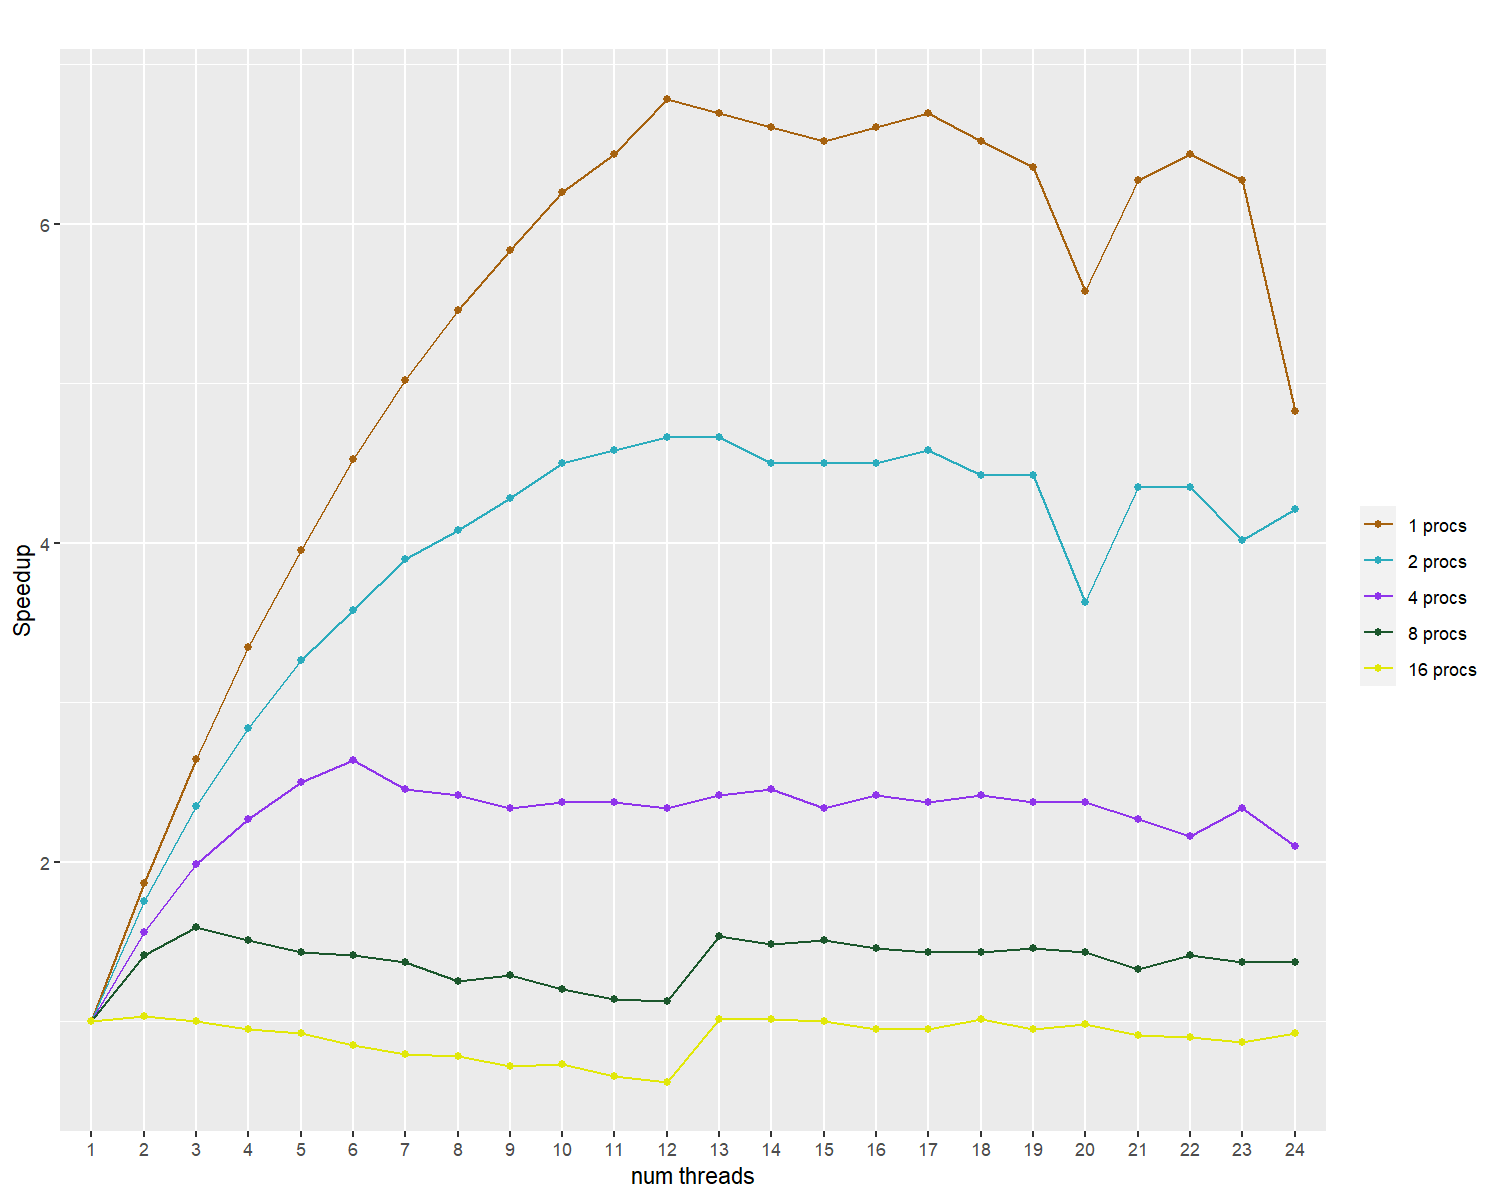 Speedup
6
4
2
1 2 3 4 5 6 7 8 9 10 11 12 13 14 15 16 17 18 19 20 21 22 23 24
num threads
1 procs
2 procs
4 procs
8 procs
16 procs